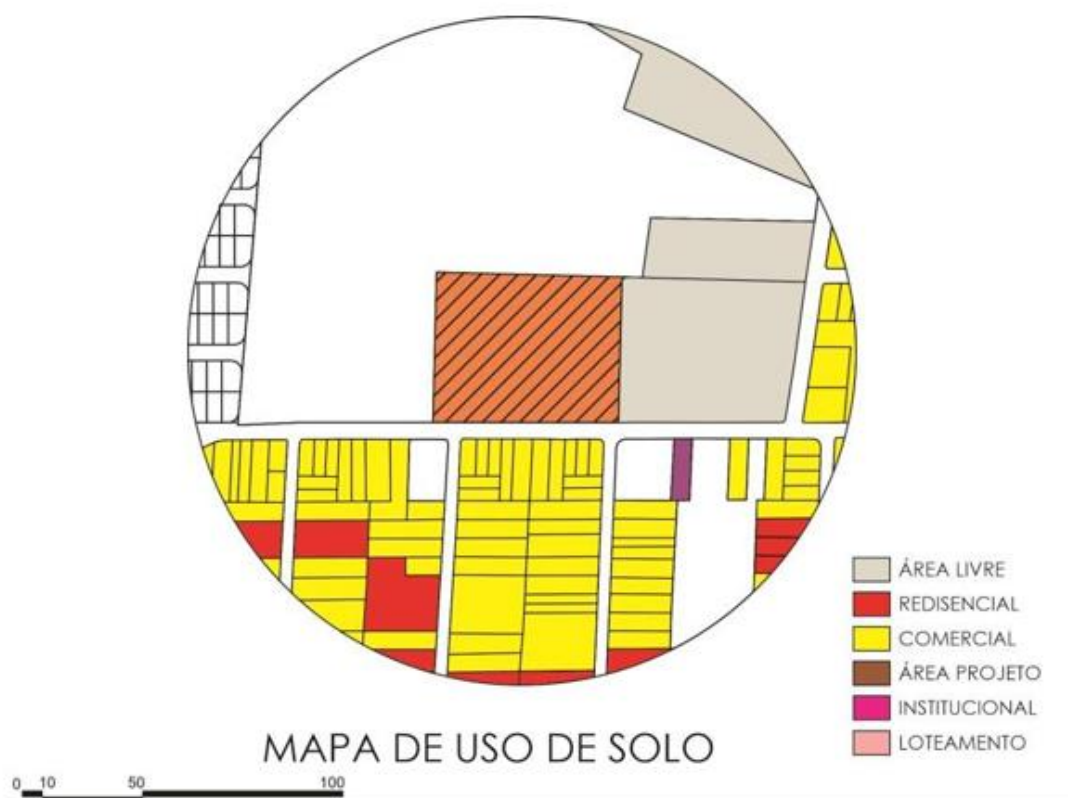 ÁREA LIVRE
REDISENCIAL
COMERCIAL
ÁREA PROJETO
INSTITUCIONAL
LOTEAMENTO
MAPA DE USO DE SOLO
0 10 50 100